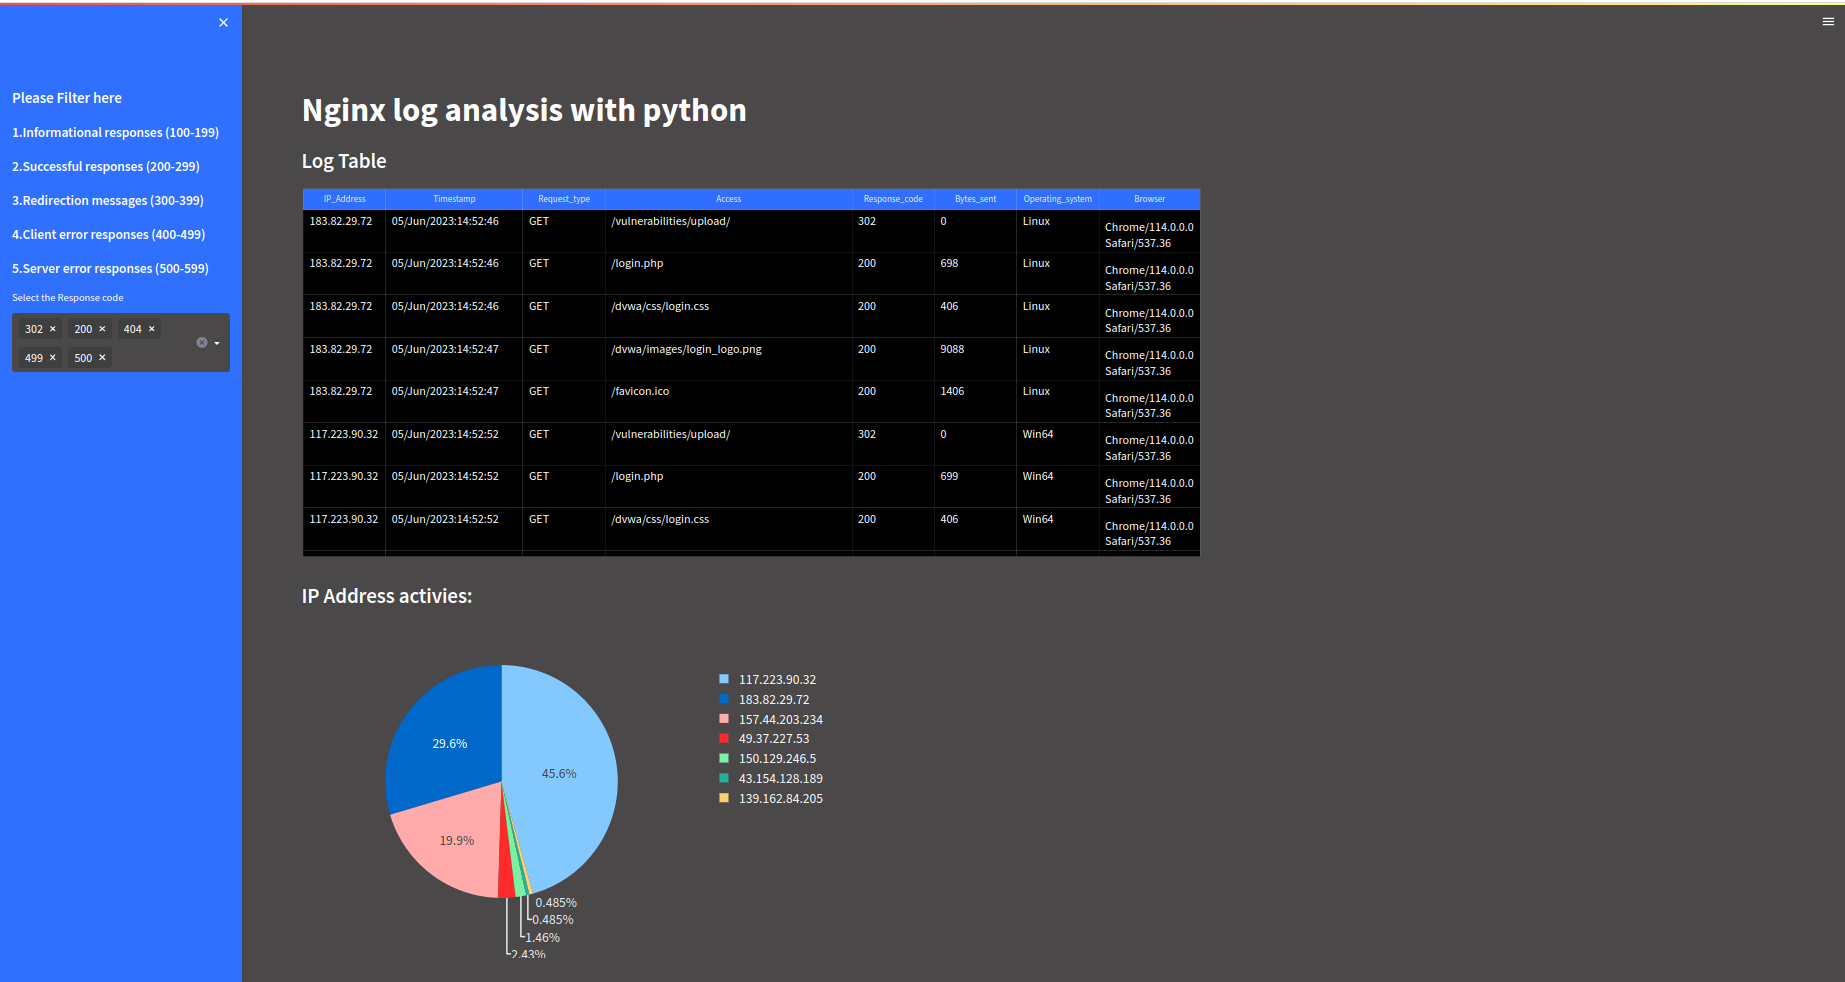 Please Filter here
1.Informational responses (100-199)
2.Successful responses (200-299)
3.Redirection messages (300-399)
4.Client error responses (400-499)
5.Server error responses (500-599)
Select the Response code
302 × 200 × 404 ×
499 × 500 ×
Nginx log analysis with python
Log Table
IP_Address Timestamp Request_type Access Response_code Bytes_sent Operating_system Browser
183.82.29.72 05/Jun/2023:14:52:46 GET /vulnerabilities/upload/ 302 0 Linux Chrome/114.0.0.0
Safari/537.36
183.82.29.72 05/Jun/2023:14:52:46 GET /login.php 200 698 Linux Chrome/114.0.0.0
Safari/537.36
183.82.29.72 05/Jun/2023:14:52:46 GET /dvwa/css/login.css 200 406 Linux Chrome/114.0.0.0
Safari/537.36
183.82.29.72 05/Jun/2023:14:52:47 GET /dvwa/images/login_logo.png 200 9088 Linux Chrome/114.0.0.0
Safari/537.36
183.82.29.72 05/Jun/2023:14:52:47 GET /favicon.ico 200 1406 Linux Chrome/114.0.0.0
Safari/537.36
117.223.90.32 05/Jun/2023:14:52:52 GET /vulnerabilities/upload/ 302 0 Win64 Chrome/114.0.0.0
Safari/537.36
117.223.90.32 05/Jun/2023:14:52:52 GET /login.php 200 699 Win64 Chrome/114.0.0.0
Safari/537.36
117.223.90.32 05/Jun/2023:14:52:52 GET /dvwa/css/login.css 200 406 Win64 Chrome/114.0.0.0
Safari/537.36
IP Address activies:
29.6%
45.6%
19.9%
0.485%
0.485%
1.46%
2.43%
117.223.90.32
183.82.29.72
157.44.203.234
49.37.227.53
150.129.246.5
43.154.128.189
139.162.84.205